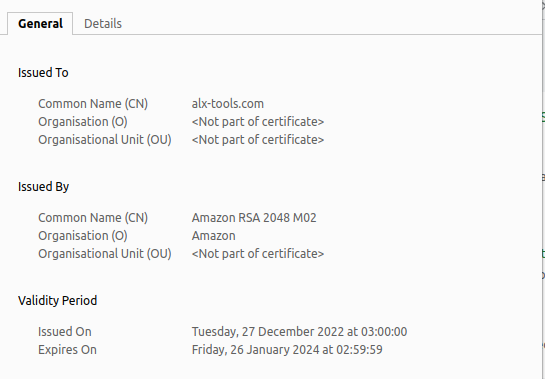 General Details
Issued To
Common Name (CN) alx-tools.com
Organisation (O) <Not part of certificate>
Organisational Unit (OU) <Not part of certificate>
Issued By
Common Name (CN) Amazon RSA 2048 M02
Organisation (O) Amazon
Organisational Unit (OU) <Not part of certificate>
Validity Period
Issued On Tuesday, 27 December 2022 at 03:00:00
Expires On Friday, 26 January 2024 at 02:59:59